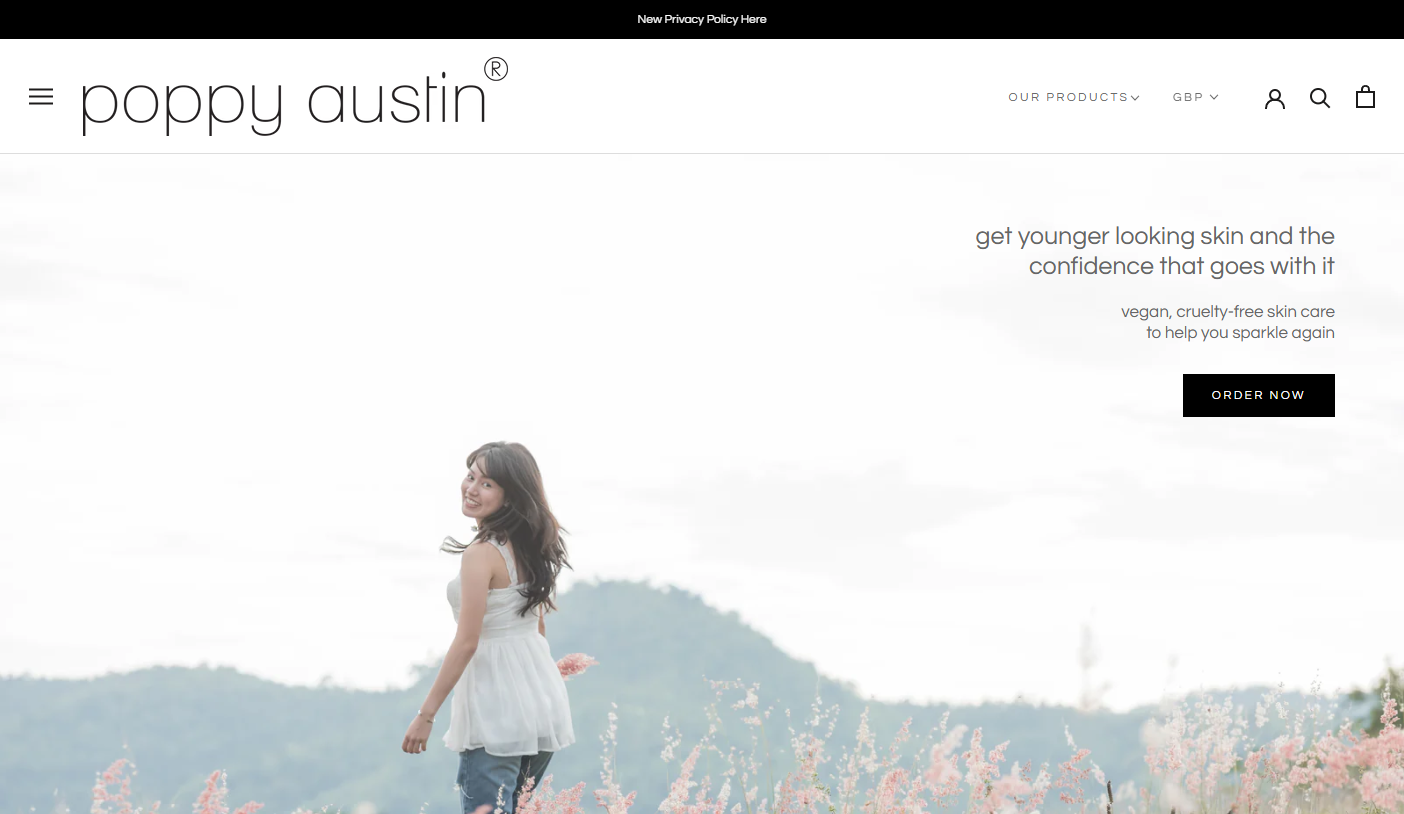 New Privacy Policy Here
poppy austin®
OUR PRODUCTS
GBP
get younger looking skin and the
confidence that goes with it
vegan, cruelty-free skin care
to help you sparkle again
ORDER NOW